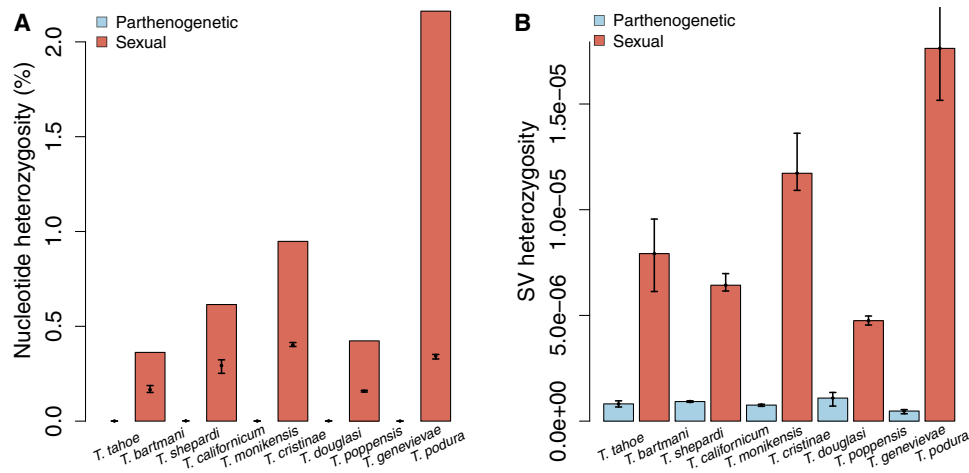 A
Parthenogenetic
Sexual
Nucleotide heterozygosity (%)
2.0
1.5
1.0
0.5
0.0
T. tahoe
T. bartmani
T. shepardi
T. californicum
T. monikensis
T. cristinae
T. douglasi
T. poppensis
T. genevievae
T. podura
B
Parthenogenetic
Sexual
SV heterozygosity
1.5e−05
1.0e−05
5.0e−06
0.0e+00
T. tahoe
T. bartmani
T. shepardi
T. californicum
T. monikensis
T. cristinae
T. douglasi
T. poppensis
T. genevievae
T. podura